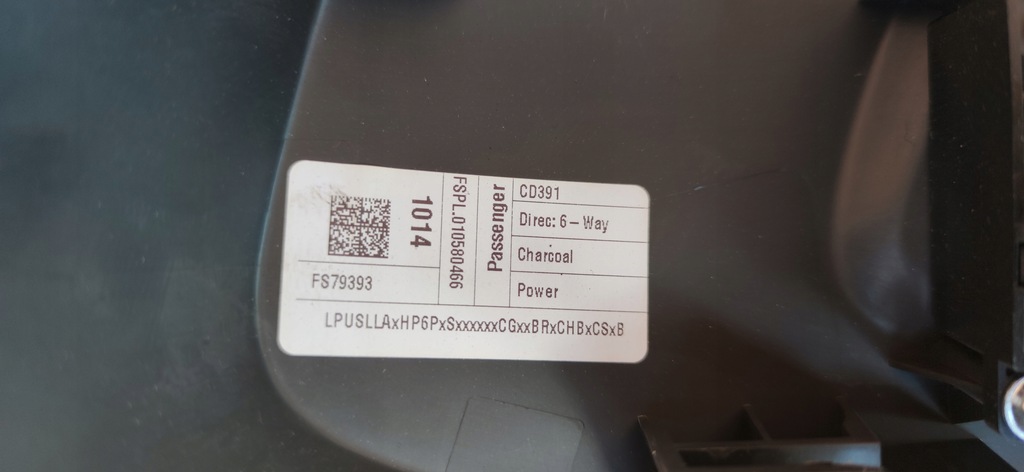 1014
FS79393
FSPL.010580466
Passenger
CD391
Direc: 6 - Way
Charcoal
Power
LPUSLLAxHP6PxSxxxxxxCGxxBRxCHBxCSxB